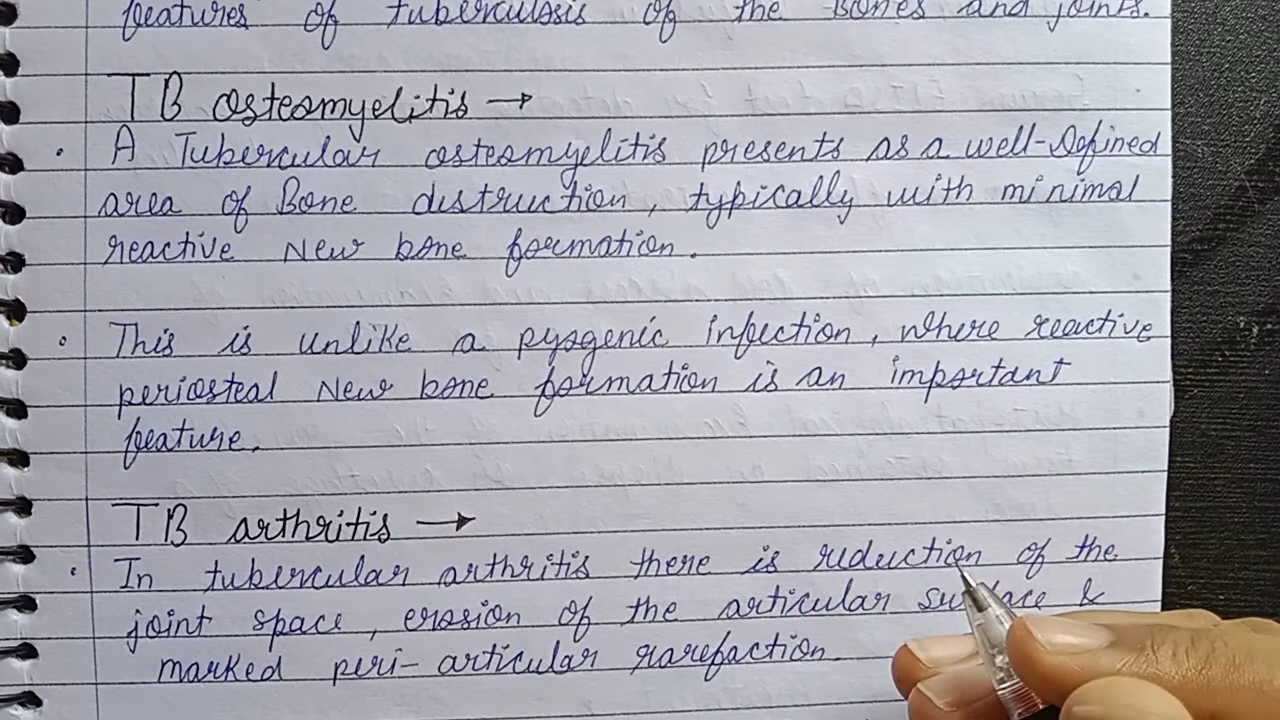 features of tuberculosis of the Bones and joints.
TB osteomyelitis →
• A Tubercular osteomyelitis presents as a well-Defined
area of Bone destruction, typically with minimal
reactive New bone formation.
• This is unlike a pyogenic infection, where reactive
periosteal New bone formation is an important
feature.
TB arthritis →
• In tubercular arthritis there is reduction of the
joint space, erosion of the articular surface &
marked peri-articular rarefaction.